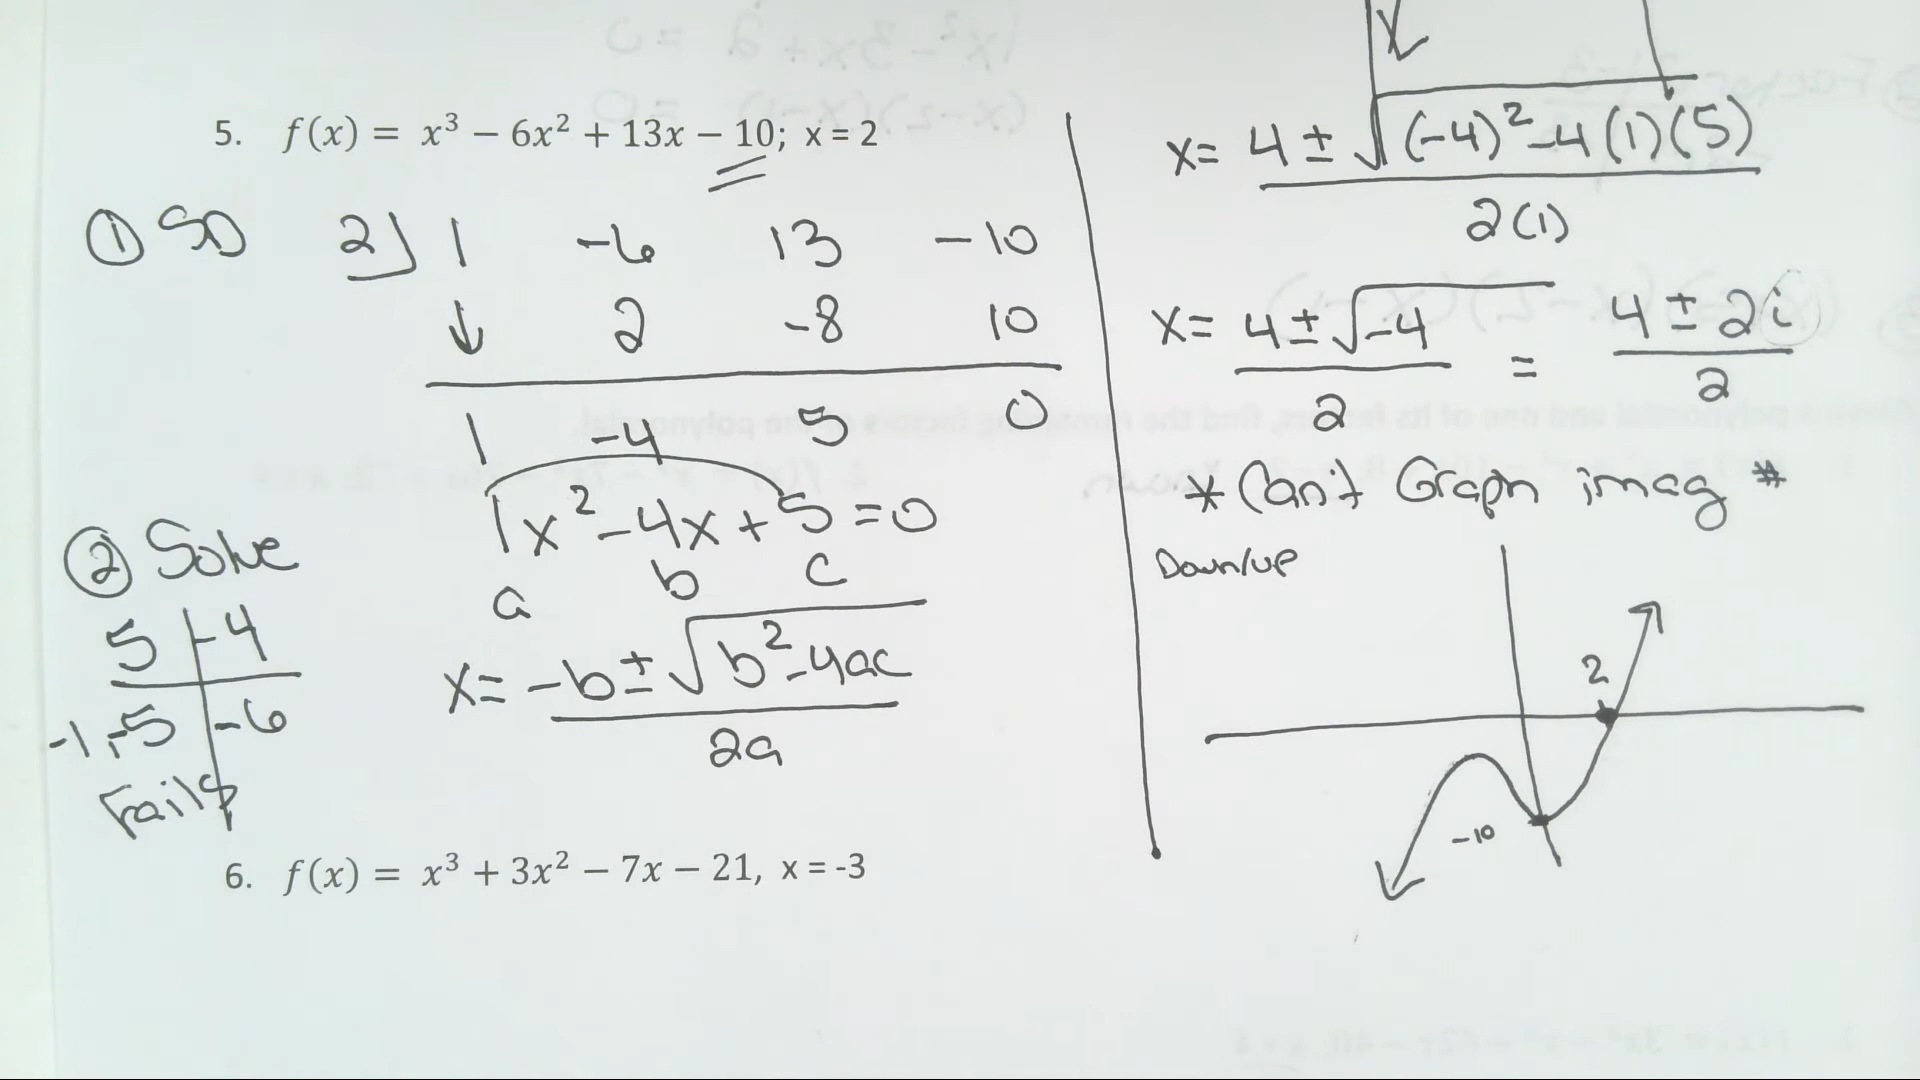 5. f(x) = x³ − 6x² + 13x − 10; x = 2
① SD 2 1 -6 13 -10
↓ 2 -8 10
1 -4 5 0
② Solve
1x² - 4x + 5 = 0
a b c
5 -4
-1,-5 -6
Fails
x = -b ± √b² - 4ac
2a
6. f(x) = x³ + 3x² − 7x − 21, x = -3
x = 4 ± √(-4)² - 4(1)(5)
2(1)
x = 4 ± √-4 = 4 ± 2i
2 2
* Can't Graph imag #
Down/up
2
-10